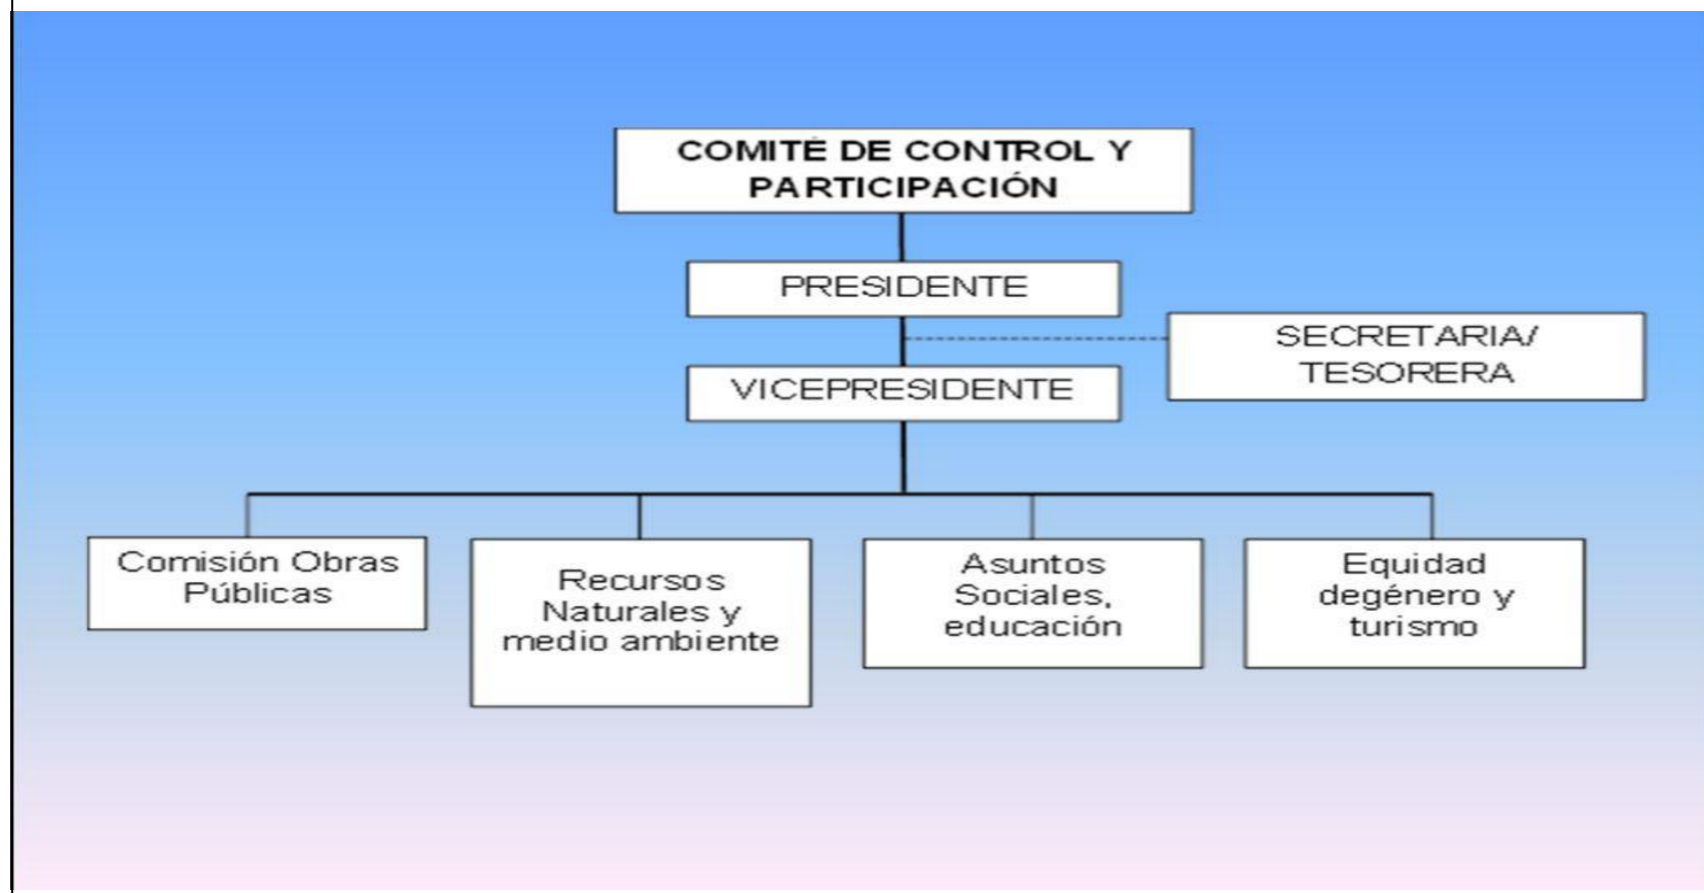 COMITÉ DE CONTROL Y
PARTICIPACIÓN
PRESIDENTE
SECRETARIA/
TESORERA
VICEPRESIDENTE
Comisión Obras
Públicas
Recursos
Naturales y
medio ambiente
Asuntos
Sociales,
educación
Equidad
degénero y
turismo